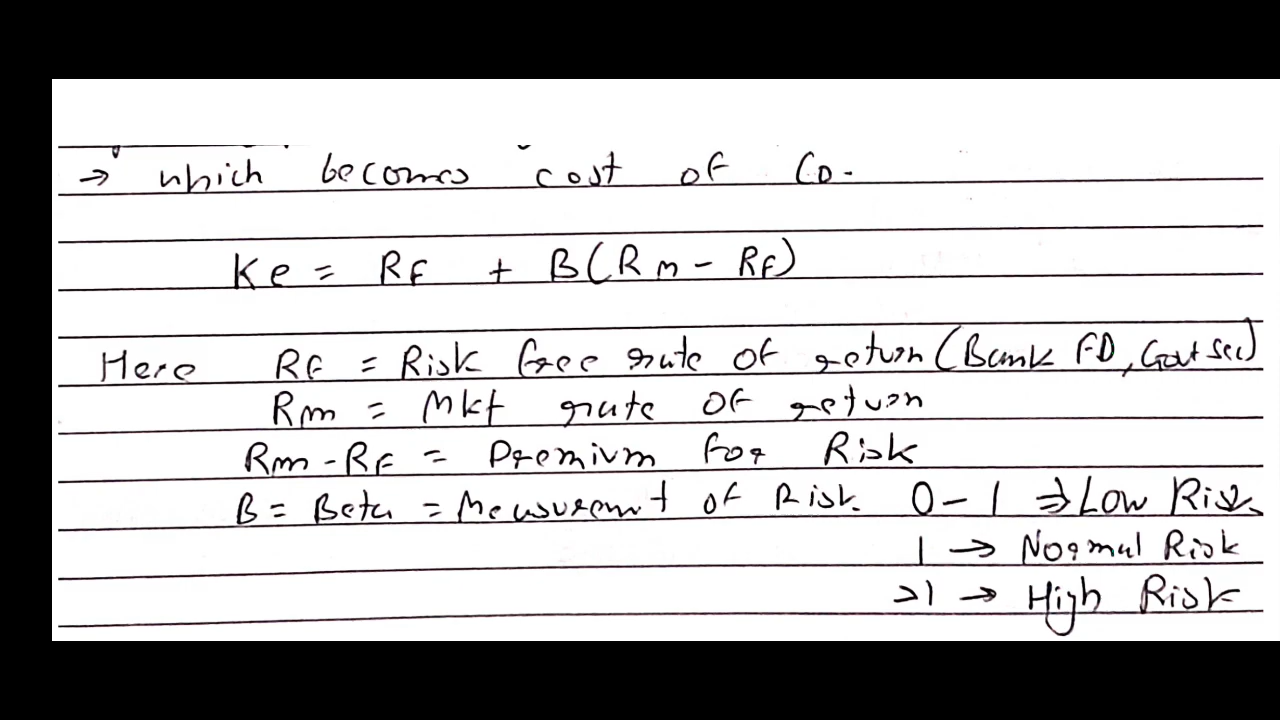 → which becomes cost of Co.
Ke = RF + B(Rm - RF)
Here RF = Risk free rate of return (Bank FD, Govt Sec)
Rm = Mkt rate of return
Rm - RF = Premium for Risk
B = Beta = Measurement of Risk. 0 - 1 ⇒ Low Risk.
1 → Normal Risk
>1 → High Risk